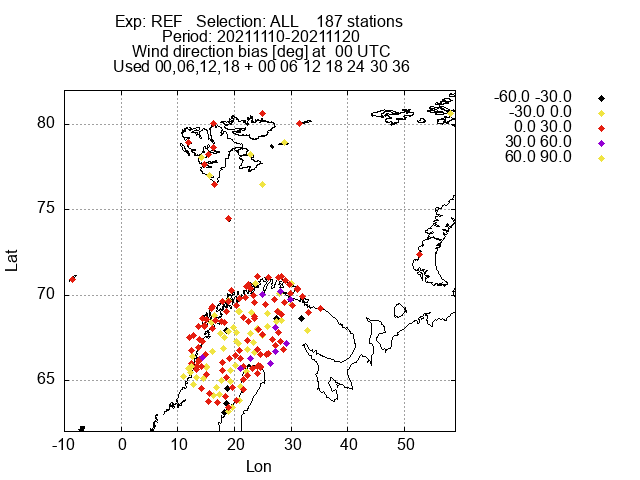 Exp: REF   Selection: ALL    187 stations
Period: 20211110-20211120
Wind direction bias [deg] at  00 UTC
Used 00,06,12,18 + 00 06 12 18 24 30 36
-60.0 -30.0
-30.0 0.0
0.0 30.0
30.0 60.0
60.0 90.0
80
75
70
65
Lat
-10 0 10 20 30 40 50
Lon